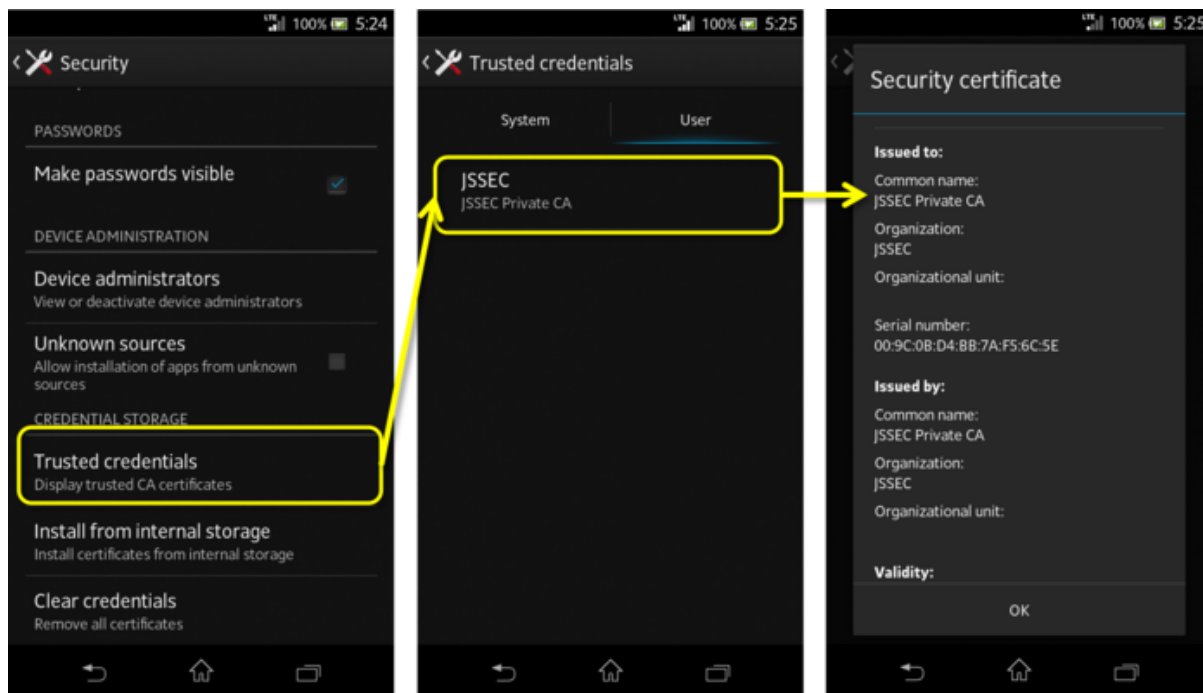 LTE 100% 5:24
Security
PASSWORDS
Make passwords visible
DEVICE ADMINISTRATION
Device administrators
View or deactivate device administrators
Unknown sources
Allow installation of apps from unknown
sources
CREDENTIAL STORAGE
Trusted credentials
Display trusted CA certificates
Install from internal storage
Install certificates from internal storage
Clear credentials
Remove all certificates
LTE 100% 5:25
Trusted credentials
System User
JSSEC
JSSEC Private CA
LTE 100% 5:25
Security certificate
Issued to:
Common name:
JSSEC Private CA
Organization:
JSSEC
Organizational unit:
Serial number:
00:9C:0B:D4:BB:7A:F5:6C:5E
Issued by:
Common name:
JSSEC Private CA
Organization:
JSSEC
Organizational unit:
Validity:
OK